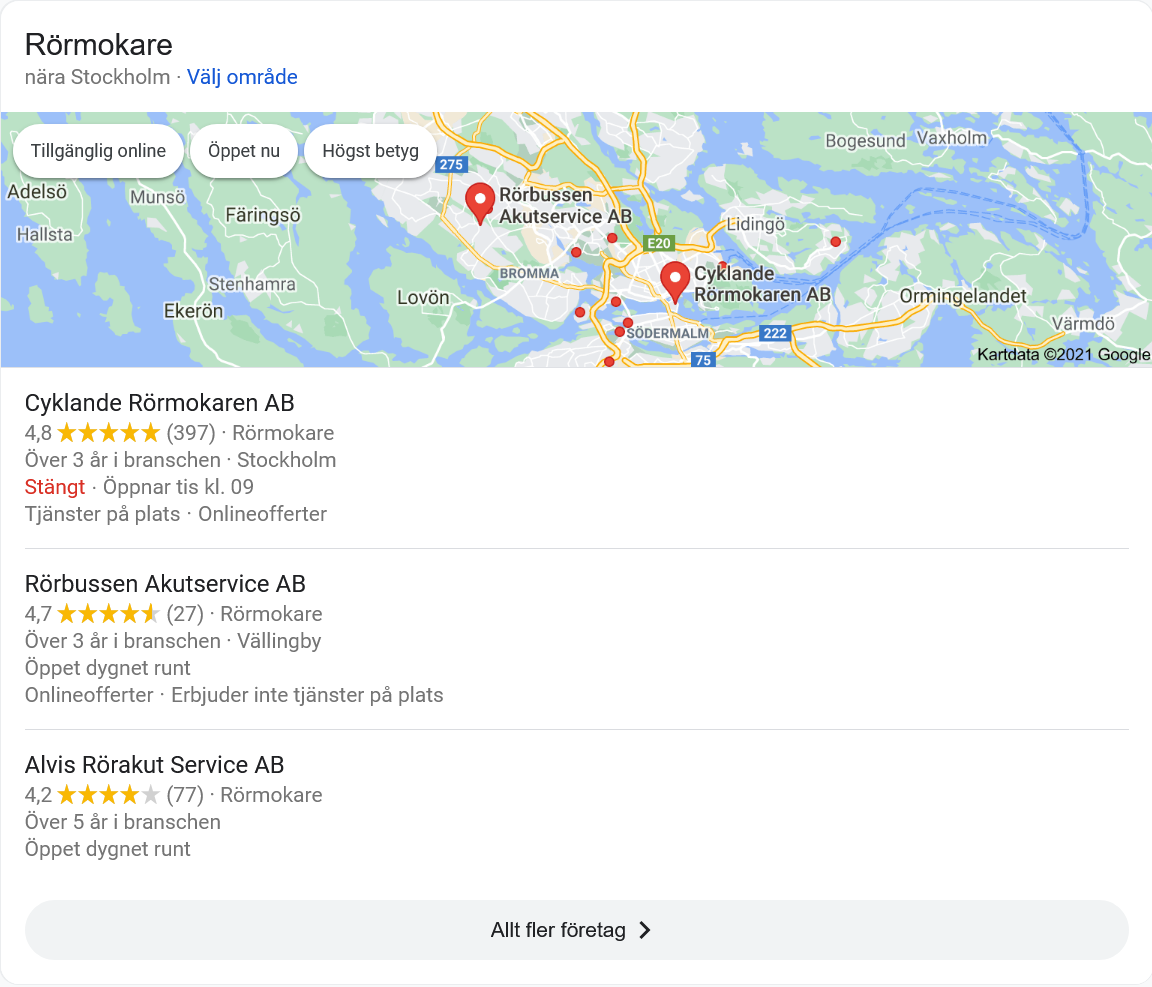 Rörmokare
nära Stockholm · Välj område
Tillgänglig online
Öppet nu
Högst betyg
275
Bogesund
Vaxholm
Adelsö
Munsö
Färingsö
Hallsta
Rörbussen
Akutservice AB
Lidingö
E20
BROMMA
Cyklande
Rörmokaren AB
Stenhamra
Ekerön
Lovön
Ormingelandet
Värmdö
SÖDERMALM
222
75
Kartdata ©2021 Google
Cyklande Rörmokaren AB
4,8 (397) · Rörmokare
Över 3 år i branschen · Stockholm
Stängt · Öppnar tis kl. 09
Tjänster på plats · Onlineofferter
Rörbussen Akutservice AB
4,7 (27) · Rörmokare
Över 3 år i branschen · Vällingby
Öppet dygnet runt
Onlineofferter · Erbjuder inte tjänster på plats
Alvis Rörakut Service AB
4,2 (77) · Rörmokare
Över 5 år i branschen
Öppet dygnet runt
Allt fler företag